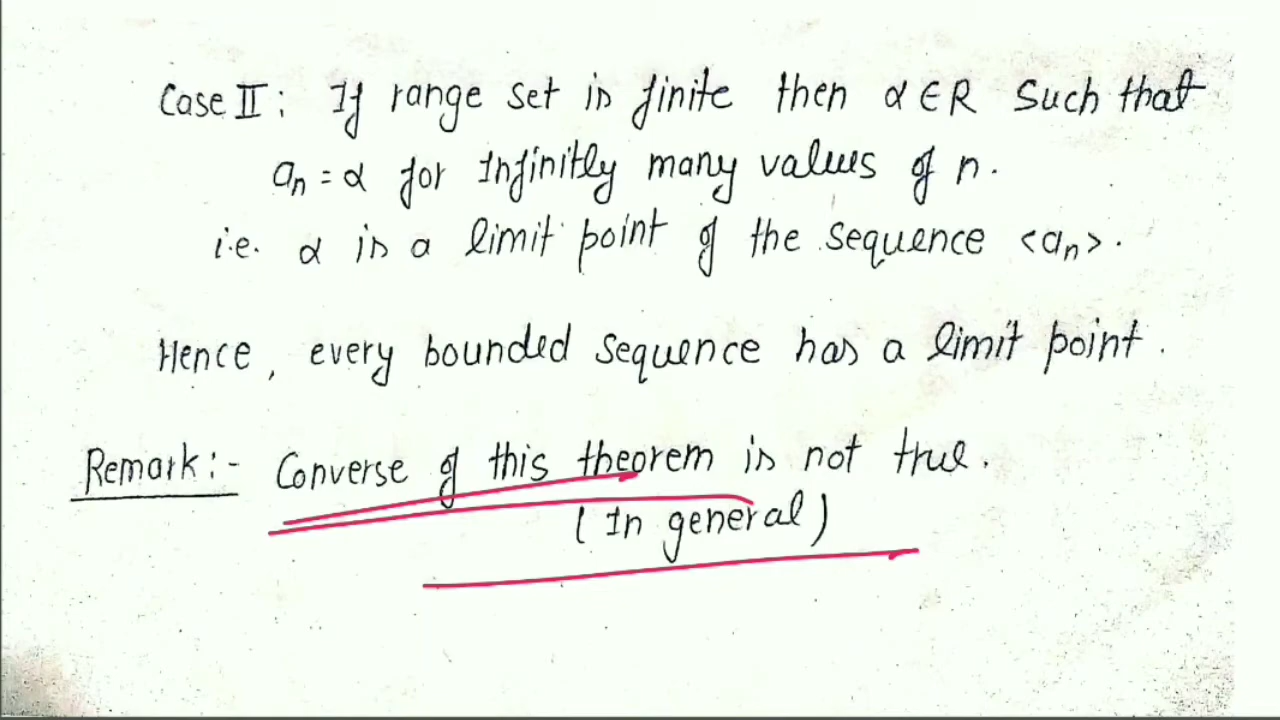 Case II : If range set is finite then α ∈ R Such that
aₙ = α for Infinitly many values of n.
i.e. α is a limit point of the sequence <aₙ>.
Hence, every bounded sequence has a limit point.
Remark :- Converse of this theorem is not true.
(In general)